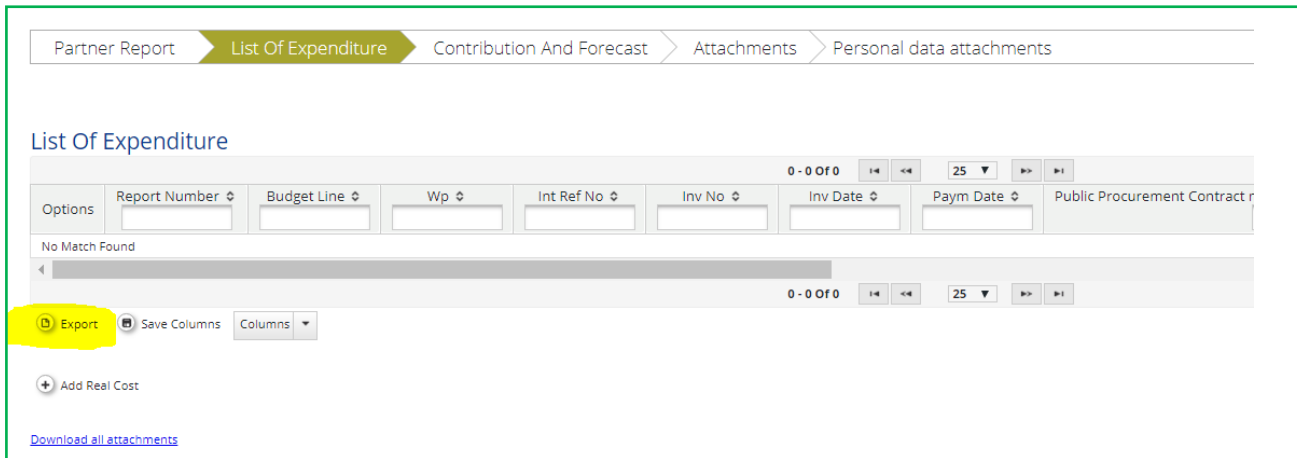 Partner Report List Of Expenditure Contribution And Forecast Attachments Personal data attachments
List Of Expenditure
0 - 0 Of 0 25
Options Report Number Budget Line Wp Int Ref No Inv No Inv Date Paym Date Public Procurement Contract
No Match Found
0 - 0 Of 0 25
Export Save Columns Columns
Add Real Cost
Download all attachments